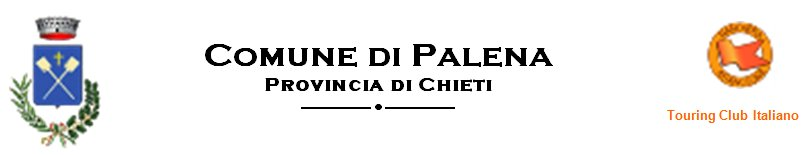 COMUNE DI PALENA
PROVINCIA DI CHIETI
Touring Club Italiano